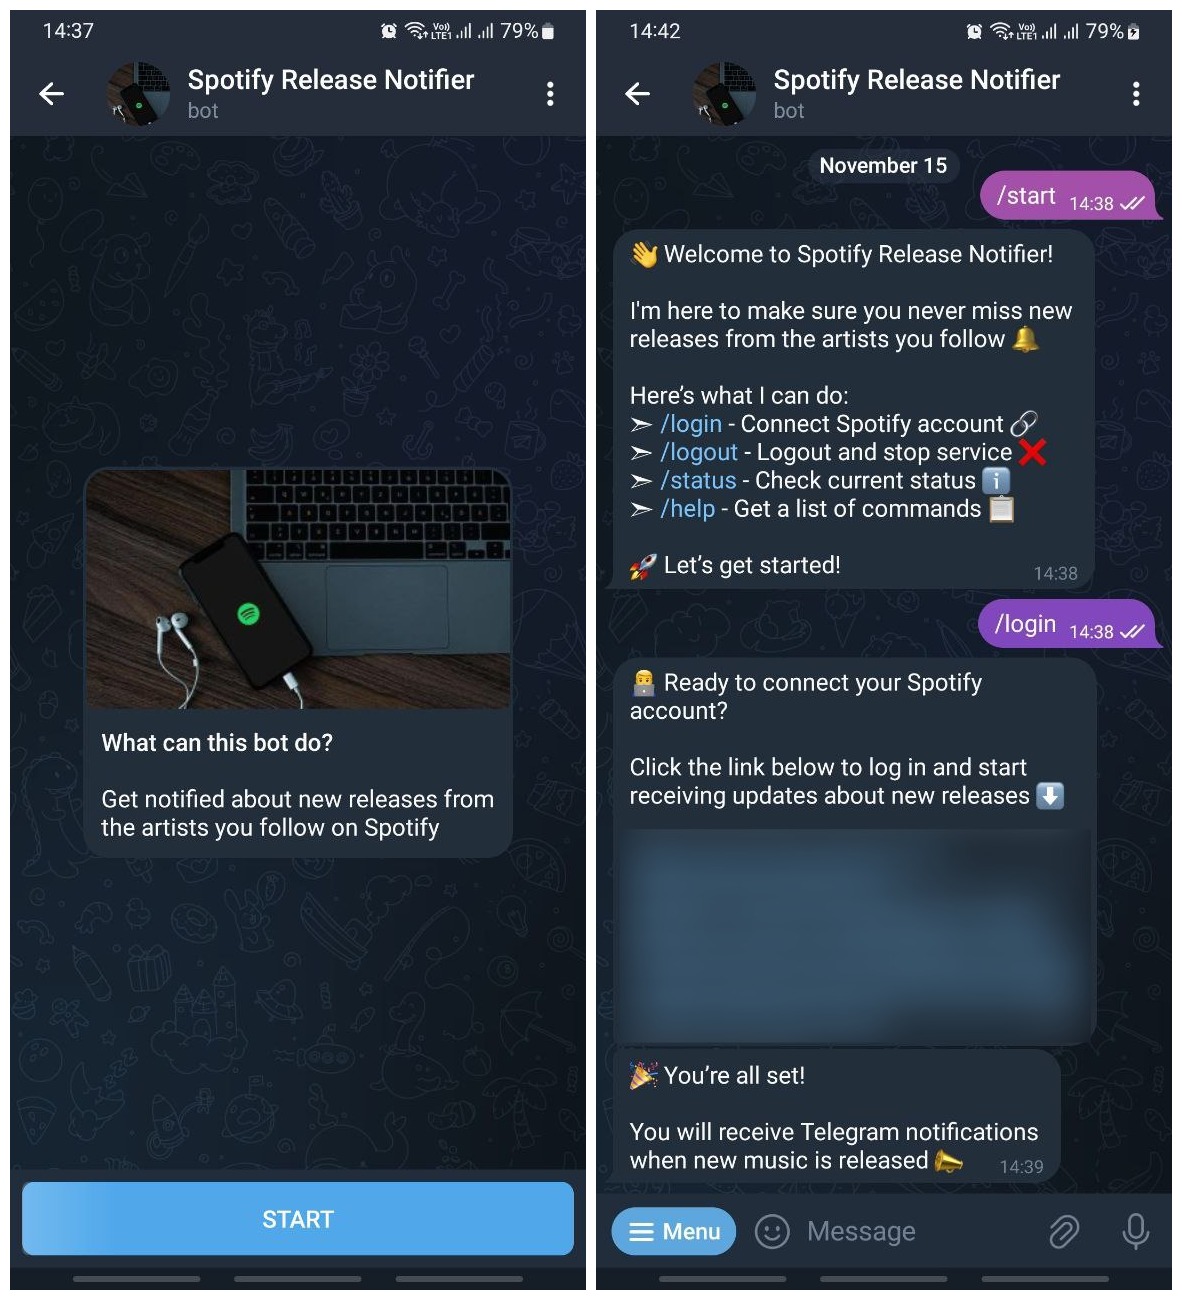 14:37
Vo)) LTE1 79%
Spotify Release Notifier
bot
What can this bot do?
Get notified about new releases from
the artists you follow on Spotify
START
14:42
Vo)) LTE1 79%
Spotify Release Notifier
bot
November 15
/start 14:38
👋 Welcome to Spotify Release Notifier!
I'm here to make sure you never miss new
releases from the artists you follow 🔔
Here’s what I can do:
➣ /login - Connect Spotify account 🔗
➣ /logout - Logout and stop service ❌
➣ /status - Check current status ℹ️
➣ /help - Get a list of commands 📋
🚀 Let’s get started!
14:38
/login 14:38
👨‍💻 Ready to connect your Spotify
account?
Click the link below to log in and start
receiving updates about new releases ⬇️
🎉 You’re all set!
You will receive Telegram notifications
when new music is released 📣 14:39
Menu
Message